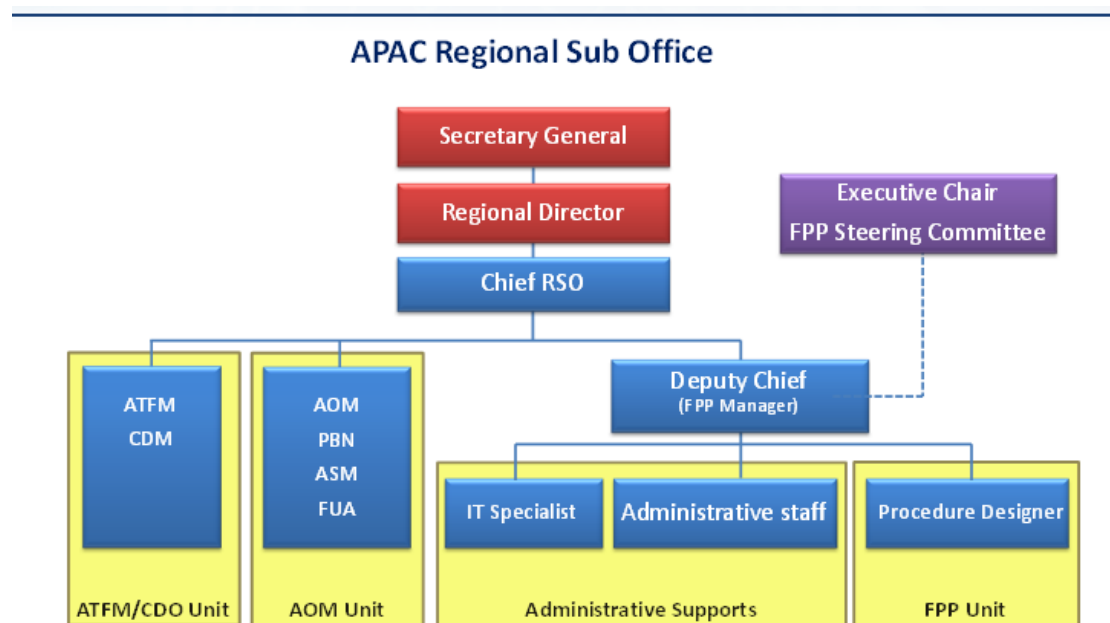 APAC Regional Sub Office
Secretary General
Regional Director
Executive Chair
FPP Steering Committee
Chief RSO
ATFM
CDM
AOM
PBN
ASM
FUA
Deputy Chief
(FPP Manager)
IT Specialist
Administrative staff
Procedure Designer
ATFM/CDO Unit
AOM Unit
Administrative Supports
FPP Unit